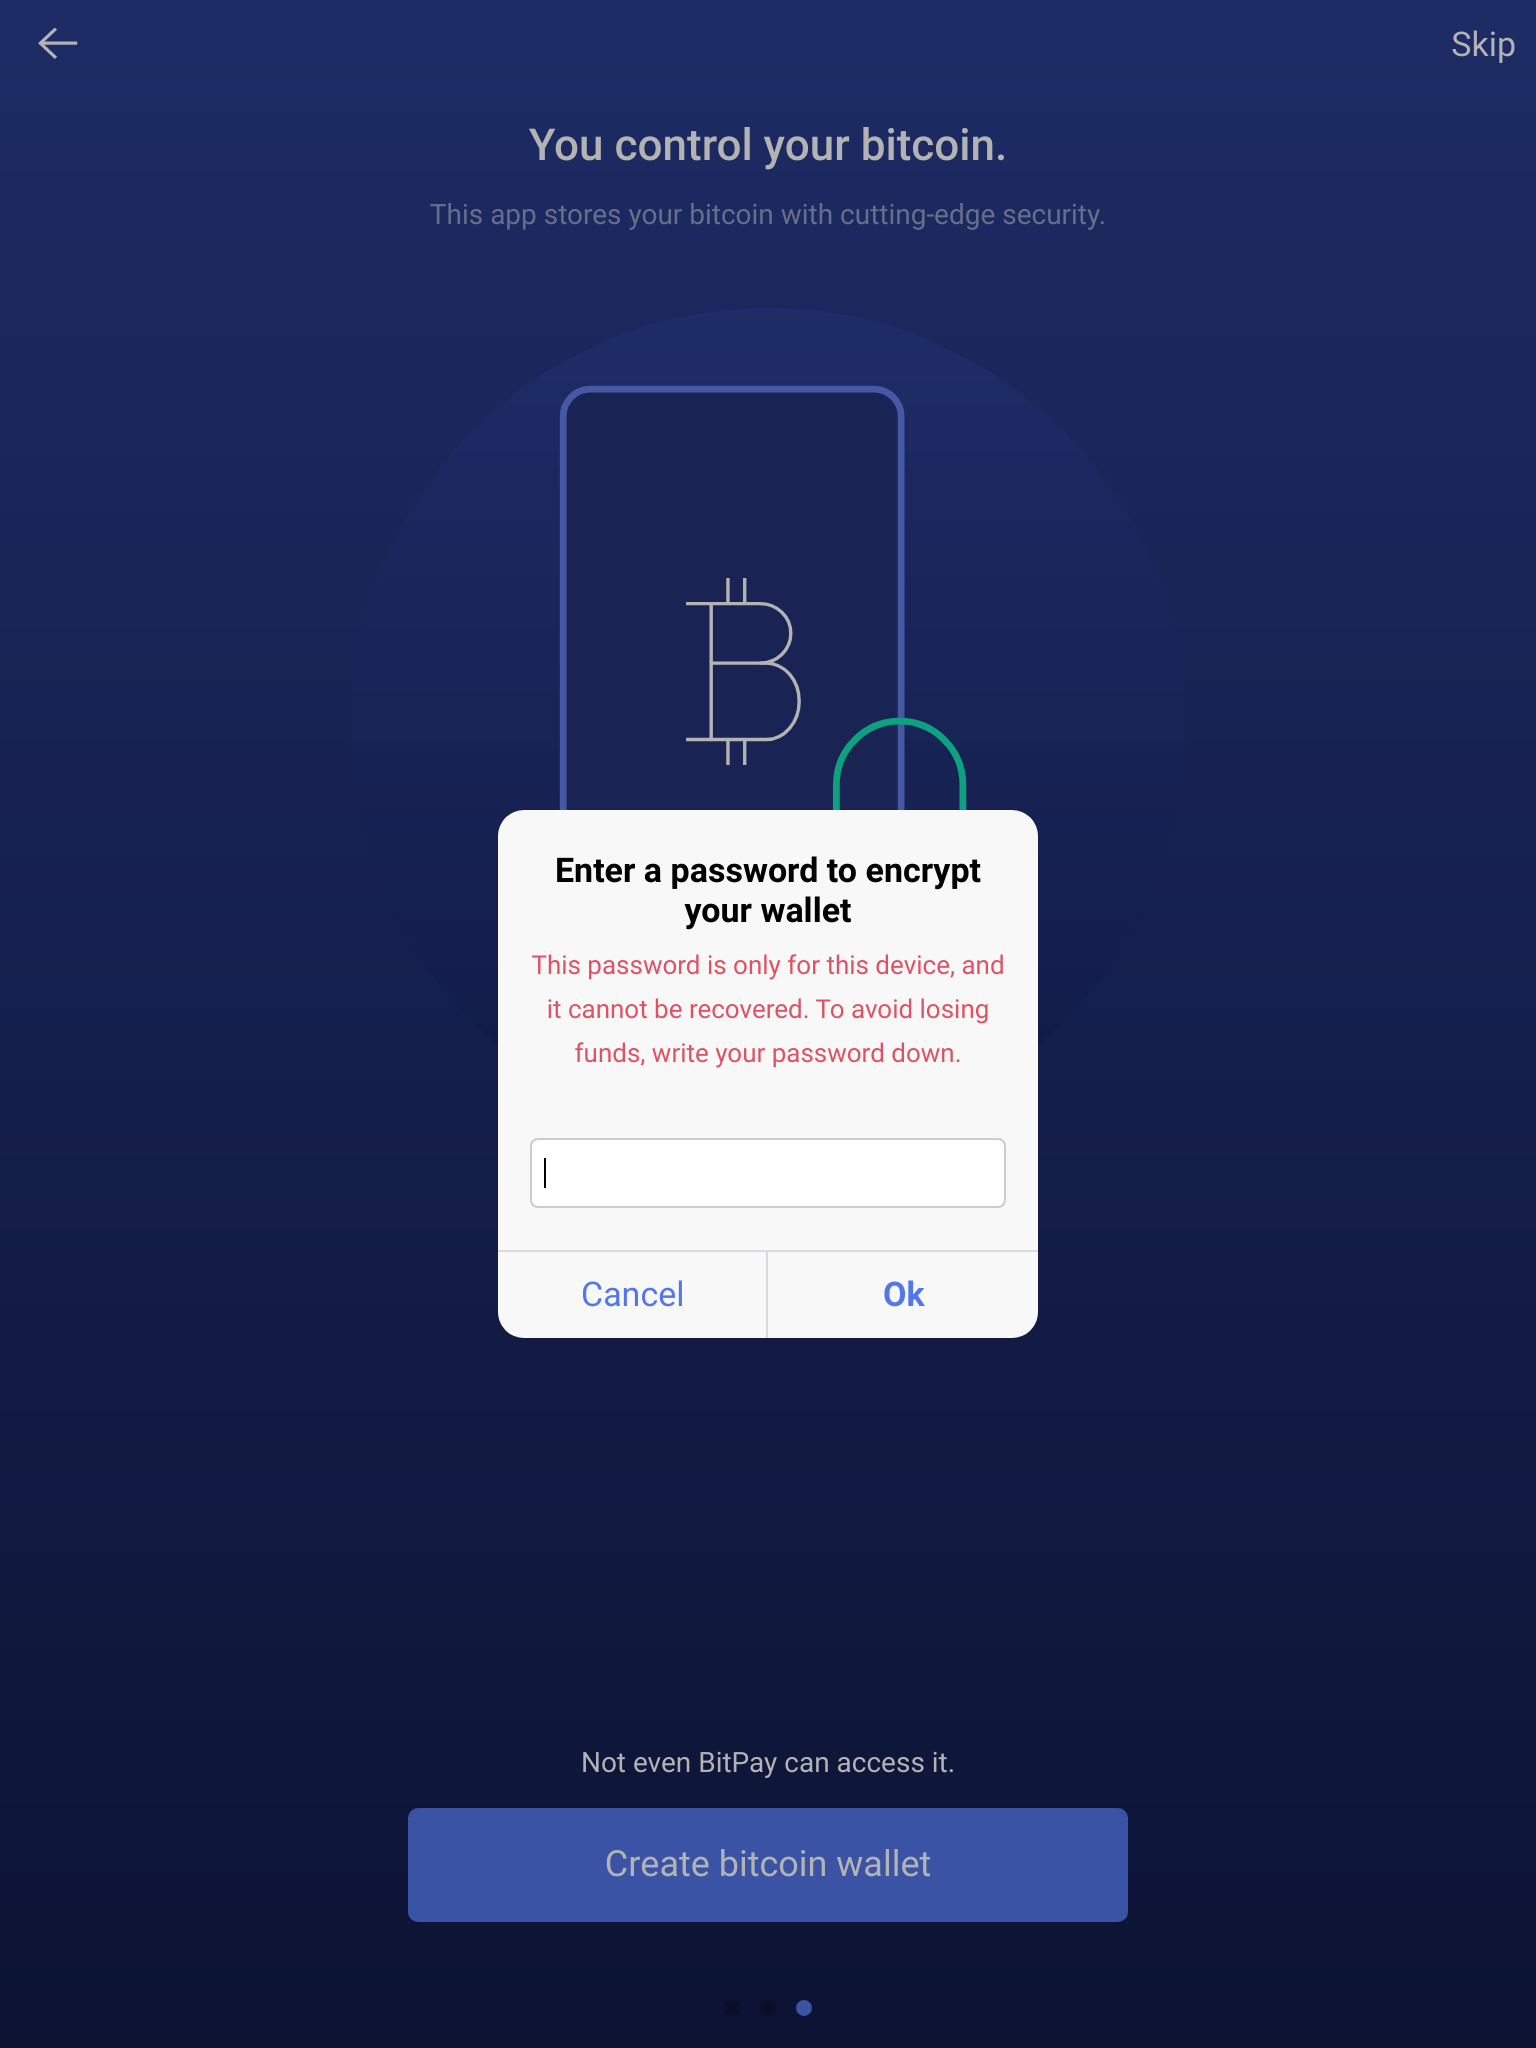 Skip
You control your bitcoin.
This app stores your bitcoin with cutting-edge security.
Enter a password to encrypt
your wallet
This password is only for this device, and
it cannot be recovered. To avoid losing
funds, write your password down.
Cancel
Ok
Not even BitPay can access it.
Create bitcoin wallet